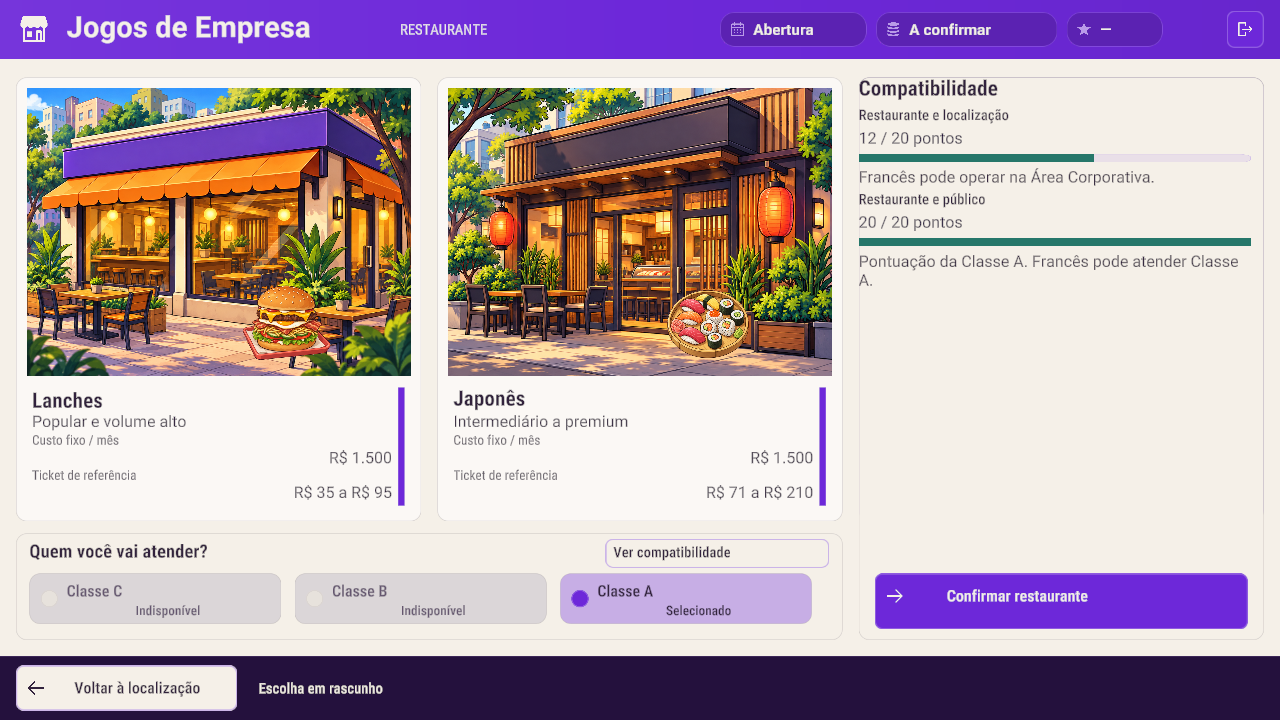 Jogos de Empresa
RESTAURANTE
Abertura
A confirmar
–
Lanches
Popular e volume alto
Custo fixo / mês
R$ 1.500
Ticket de referência
R$ 35 a R$ 95
Japonês
Intermediário a premium
Custo fixo / mês
R$ 1.500
Ticket de referência
R$ 71 a R$ 210
Compatibilidade
Restaurante e localização
12 / 20 pontos
Francês pode operar na Área Corporativa.
Restaurante e público
20 / 20 pontos
Pontuação da Classe A. Francês pode atender Classe
A.
Quem você vai atender?
Ver compatibilidade
Classe C
Indisponível
Classe B
Indisponível
Classe A
Selecionado
Confirmar restaurante
Voltar à localização
Escolha em rascunho